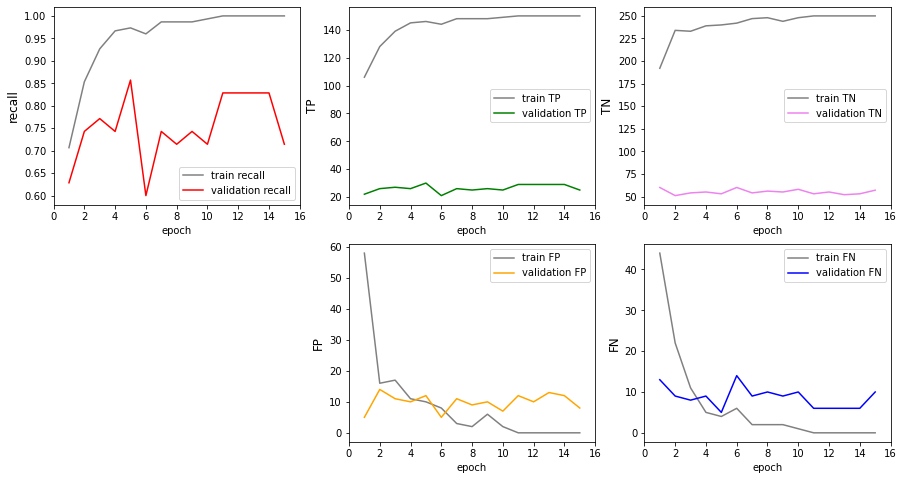 1.00
0.95
0.90
0.85
0.80
0.75
0.70
0.65
0.60
recall
0 2 4 6 8 10 12 14 16
epoch
train recall
validation recall
140
120
100
80
60
40
20
TP
0 2 4 6 8 10 12 14 16
epoch
train TP
validation TP
250
225
200
175
150
125
100
75
50
TN
0 2 4 6 8 10 12 14 16
epoch
train TN
validation TN
60
50
40
30
20
10
0
FP
0 2 4 6 8 10 12 14 16
epoch
train FP
validation FP
40
30
20
10
0
FN
0 2 4 6 8 10 12 14 16
epoch
train FN
validation FN